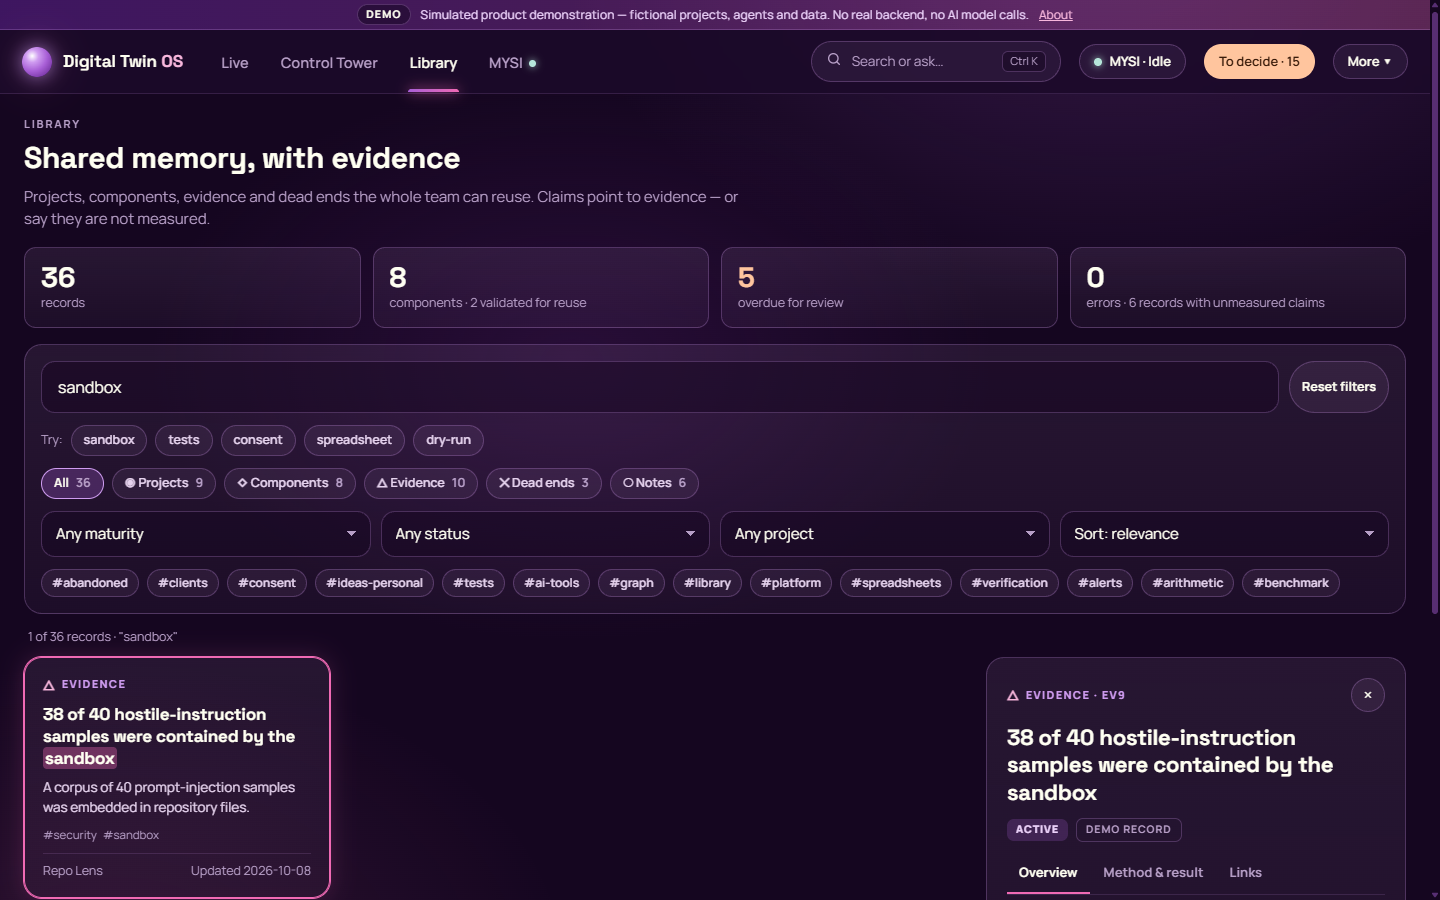 DEMO Simulated product demonstration — fictional projects, agents and data. No real backend, no AI model calls. About
Digital Twin OS
Live
Control Tower
Library
MYSI
Search or ask...
Ctrl K
MYSI · Idle
To decide · 15
More
LIBRARY
Shared memory, with evidence
Projects, components, evidence and dead ends the whole team can reuse. Claims point to evidence — or
say they are not measured.
36
records
8
components · 2 validated for reuse
5
overdue for review
0
errors · 6 records with unmeasured claims
sandbox
Reset filters
Try: sandbox tests consent spreadsheet dry-run
All 36 Projects 9 Components 8 Evidence 10 Dead ends 3 Notes 6
Any maturity
Any status
Any project
Sort: relevance
#abandoned #clients #consent #ideas-personal #tests #ai-tools #graph #library #platform #spreadsheets #verification #alerts #arithmetic #benchmark
1 of 36 records · "sandbox"
EVIDENCE
38 of 40 hostile-instruction
samples were contained by the
sandbox
A corpus of 40 prompt-injection samples
was embedded in repository files.
#security #sandbox
Repo Lens
Updated 2026-10-08
EVIDENCE · EV9
×
38 of 40 hostile-instruction
samples were contained by the
sandbox
ACTIVE
DEMO RECORD
Overview
Method & result
Links